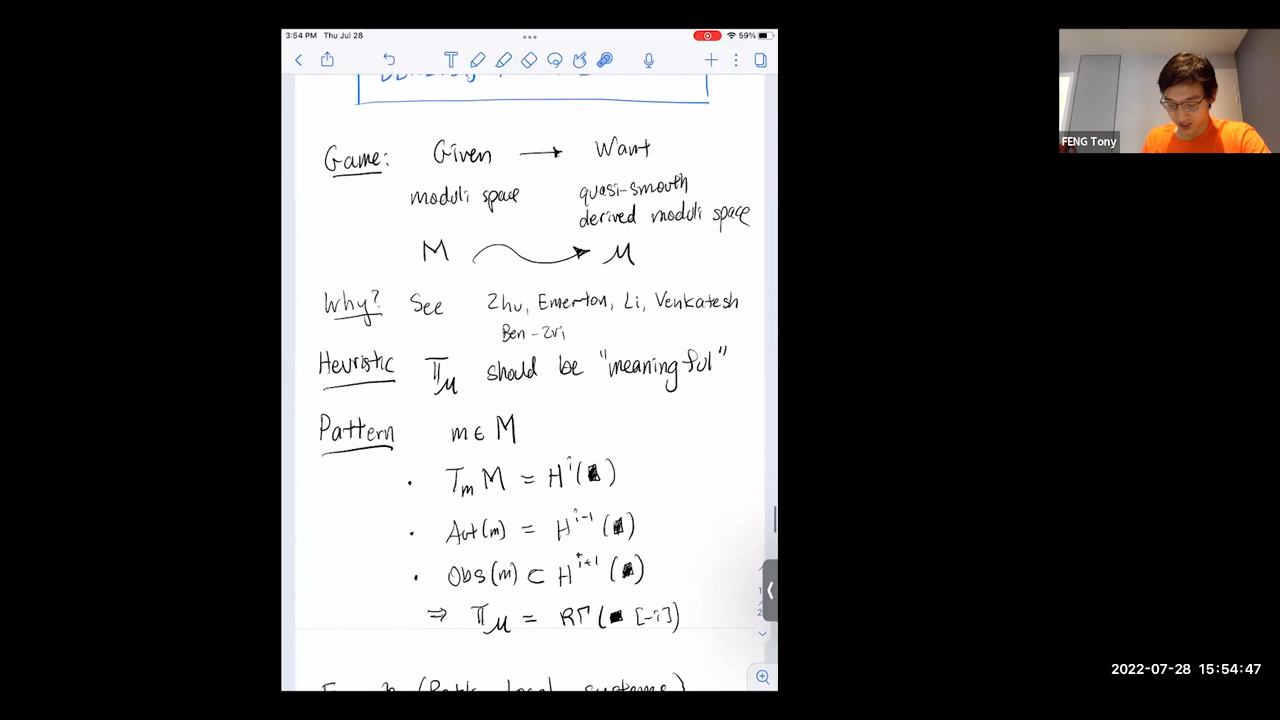 3:54 PM Thu Jul 28
59%
Game: Given → Want
moduli space
quasi-smooth
derived moduli space
M ⟿ 𝓜
Why? See Zhu, Emerton, Li, Venkatesh
Ben-Zvi
Heuristic 𝕋_𝓜 should be "meaningful"
Pattern m ∈ M
· T_m M = H^i(■)
· Aut(m) = H^{i-1}(■)
· Obs(m) ⊂ H^{i+1}(■)
⇒ 𝕋_𝓜 = RΓ(■ [-i])
FENG Tony
2022-07-28 15:54:47